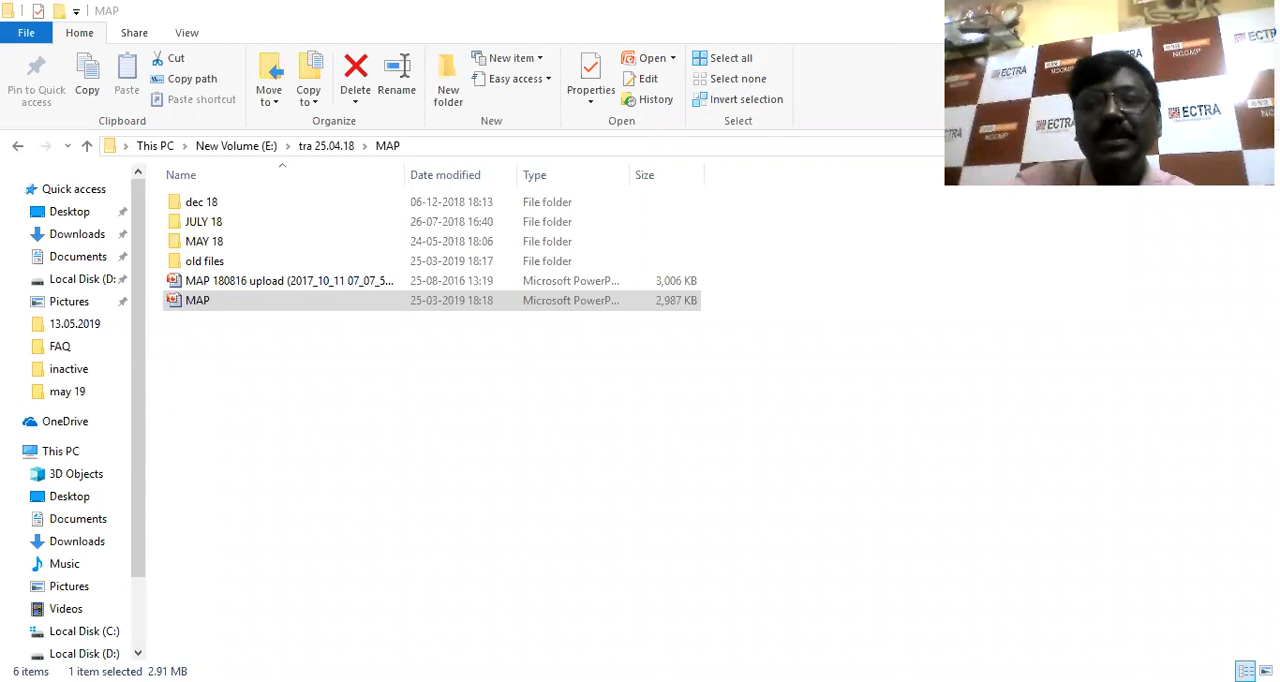 MAP
File Home Share View
Pin to Quick access
Copy
Paste
Cut
Copy path
Paste shortcut
Clipboard
Move to
Copy to
Delete
Rename
Organize
New folder
New item
Easy access
New
Properties
Open
Edit
History
Open
Select all
Select none
Invert selection
Select
This PC > New Volume (E:) > tra 25.04.18 > MAP
Name Date modified Type Size
dec 18 06-12-2018 18:13 File folder
JULY 18 26-07-2018 16:40 File folder
MAY 18 24-05-2018 18:06 File folder
old files 25-03-2019 18:17 File folder
MAP 180816 upload (2017_10_11 07_07_5... 25-08-2016 13:19 Microsoft PowerP... 3,006 KB
MAP 25-03-2019 18:18 Microsoft PowerP... 2,987 KB
Quick access
Desktop
Downloads
Documents
Local Disk (D:
Pictures
13.05.2019
FAQ
inactive
may 19
OneDrive
This PC
3D Objects
Desktop
Documents
Downloads
Music
Pictures
Videos
Local Disk (C:)
Local Disk (D:)
6 items 1 item selected 2.91 MB
ECTRA
ECTRA
ECTRA
NCOMP